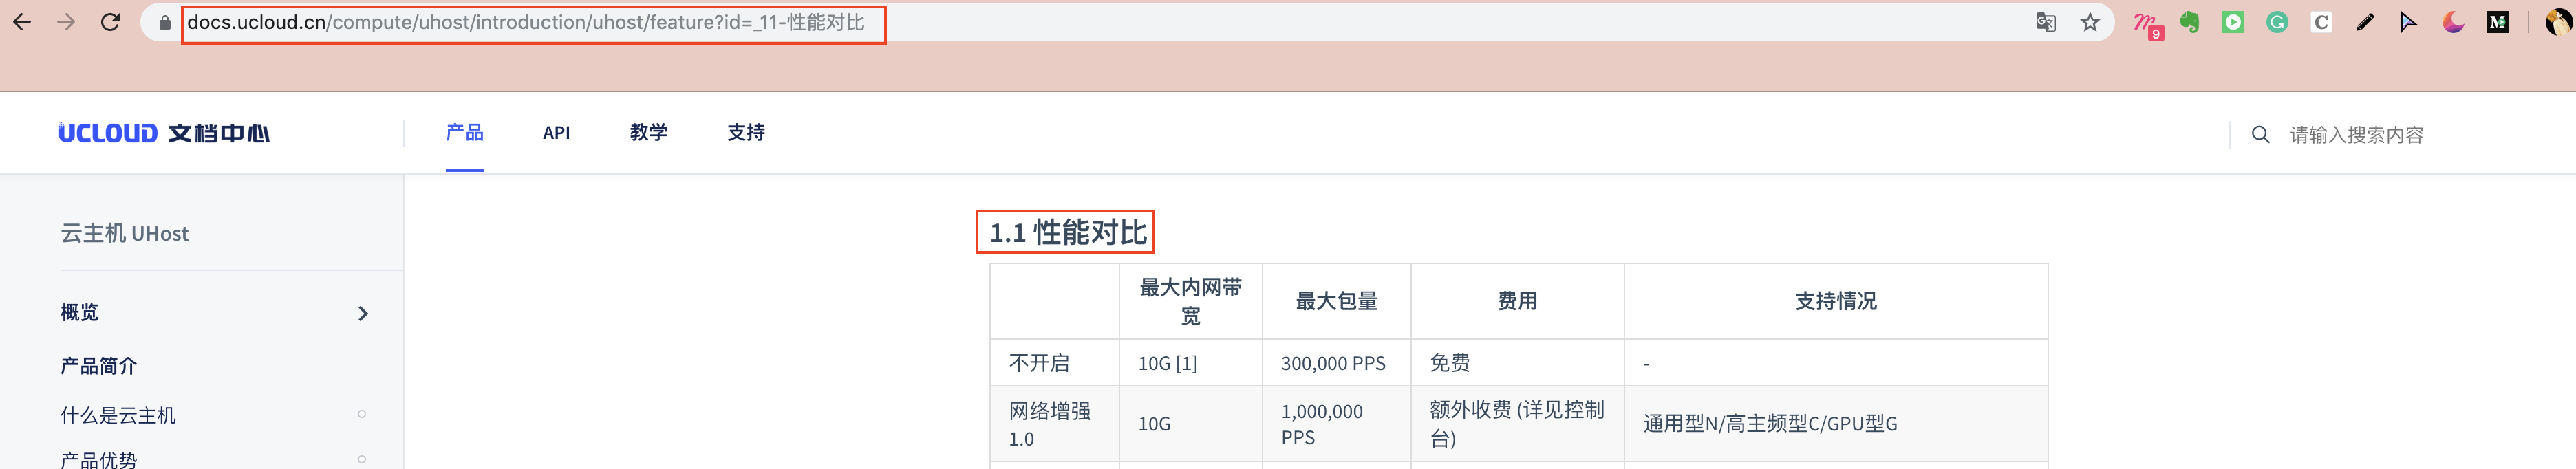 docs.ucloud.cn/compute/uhost/introduction/uhost/feature?id=_11-性能对比
9
C
M
UCLOUD 文档中心
产品
API
教学
支持
请输入搜索内容
云主机 UHost
概览
产品简介
什么是云主机
产品优势
1.1 性能对比
最大内网带
宽
最大包量
费用
支持情况
不开启
10G [1]
300,000 PPS
免费
-
网络增强
1.0
10G
1,000,000
PPS
额外收费 (详见控制
台)
通用型N/高主频型C/GPU型G